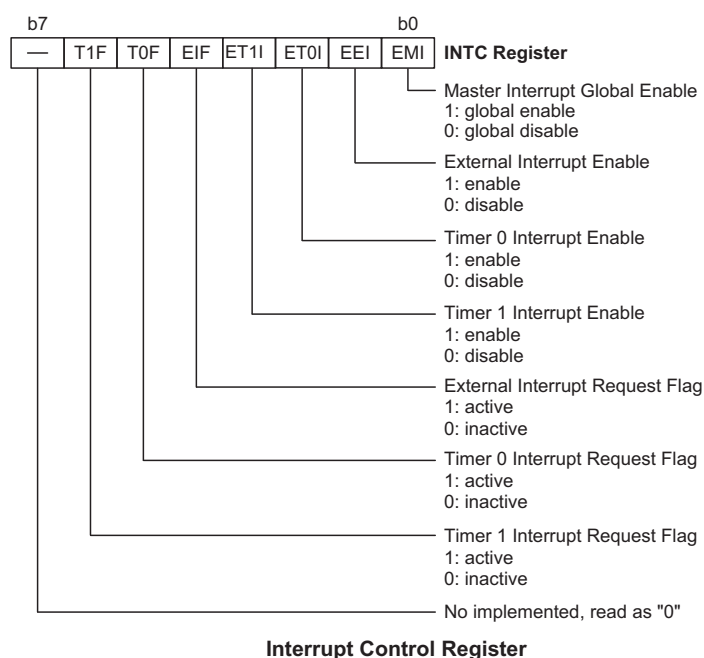 b7 b0
— T1F T0F EIF ET1I ET0I EEI EMI INTC Register
Master Interrupt Global Enable
1: global enable
0: global disable
External Interrupt Enable
1: enable
0: disable
Timer 0 Interrupt Enable
1: enable
0: disable
Timer 1 Interrupt Enable
1: enable
0: disable
External Interrupt Request Flag
1: active
0: inactive
Timer 0 Interrupt Request Flag
1: active
0: inactive
Timer 1 Interrupt Request Flag
1: active
0: inactive
No implemented, read as "0"
Interrupt Control Register